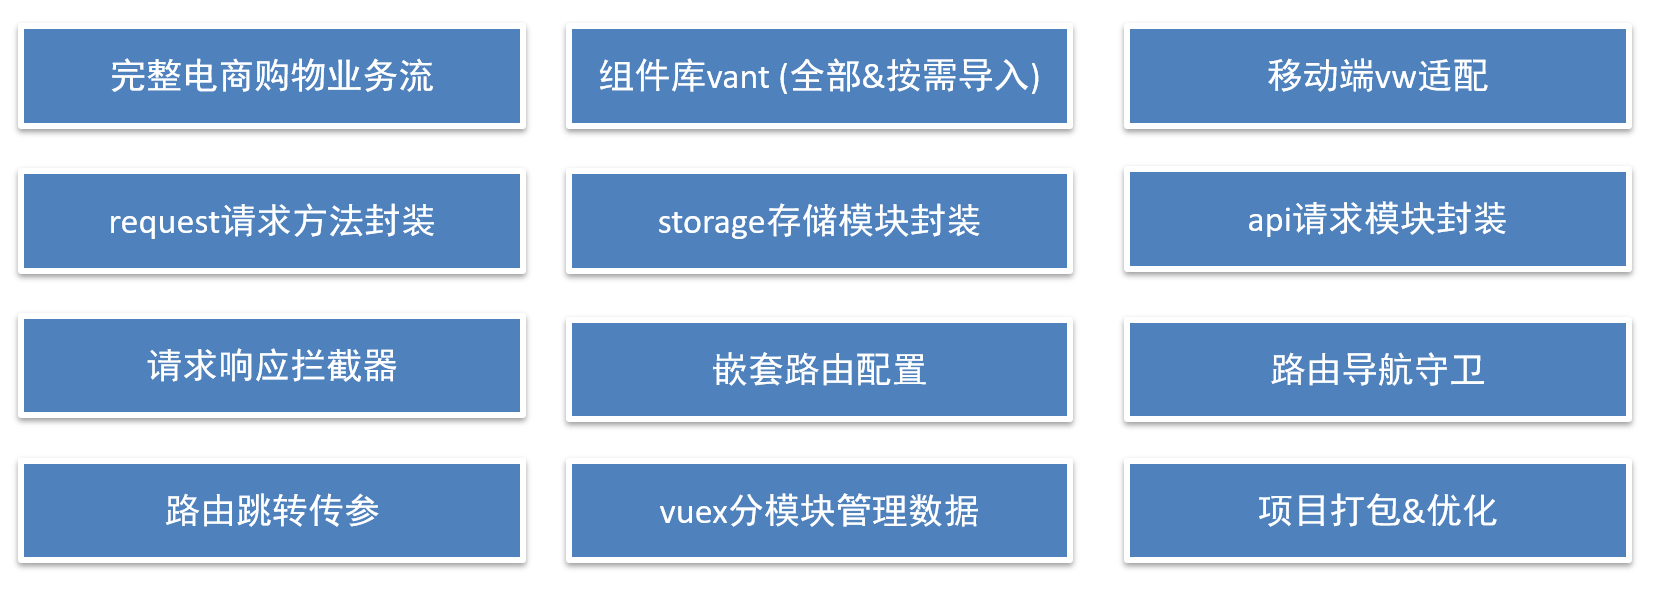 完整电商购物业务流
组件库vant (全部&按需导入)
移动端vw适配
request请求方法封装
storage存储模块封装
api请求模块封装
请求响应拦截器
嵌套路由配置
路由导航守卫
路由跳转传参
vuex分模块管理数据
项目打包&优化